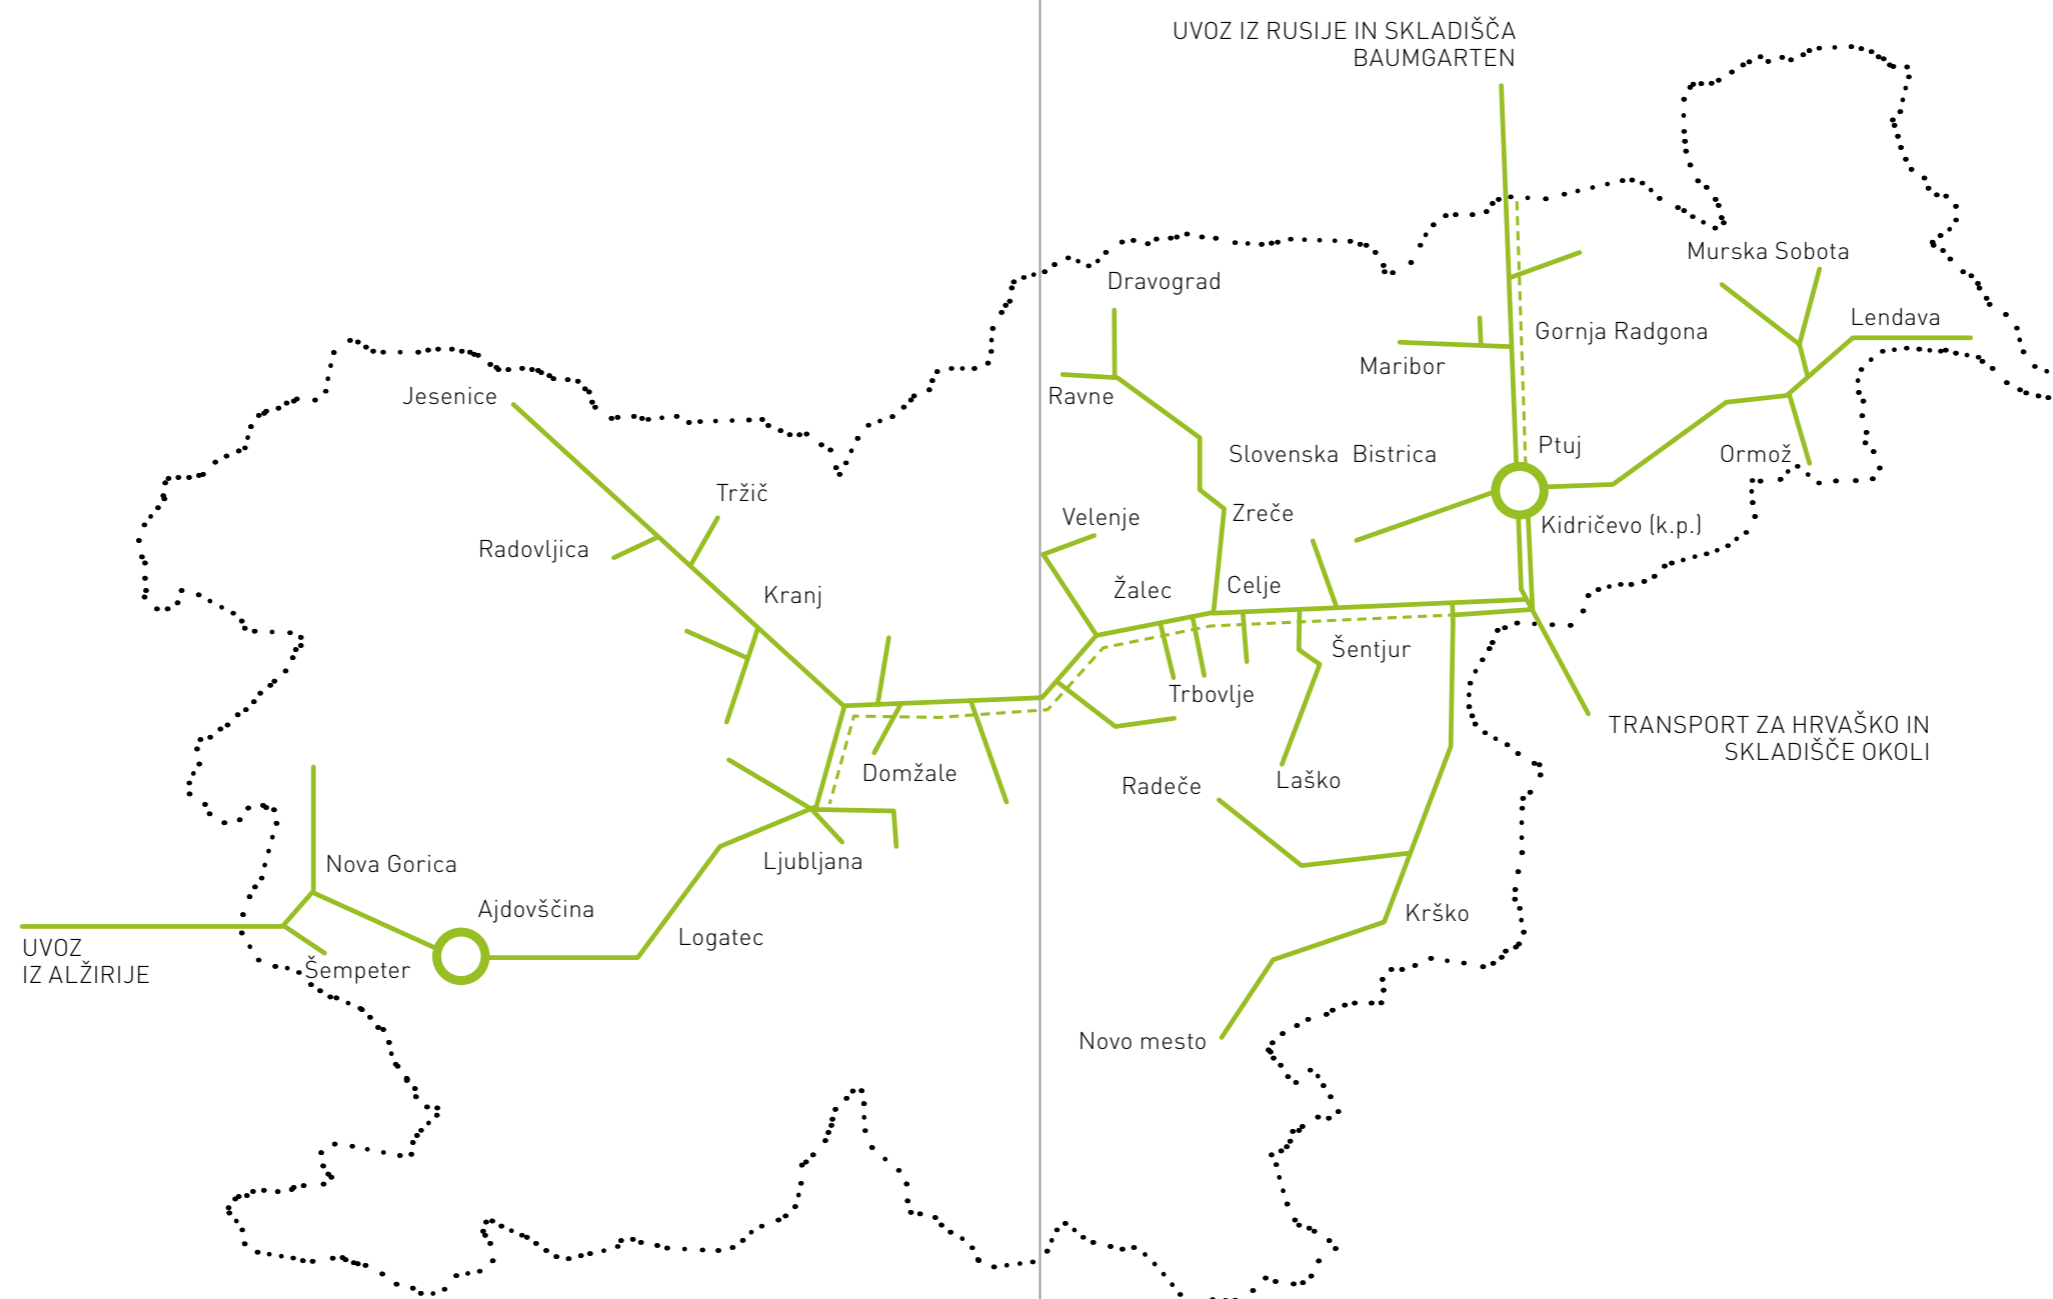 UVOZ IZ RUSIJE IN SKLADIŠČA
BAUMGARTEN
Murska Sobota
Dravograd
Lendava
Gornja Radgona
Maribor
Jesenice
Ravne
Ptuj
Slovenska Bistrica
Ormož
Tržič
Velenje
Zreče
Kidričevo (k.p.)
Radovljica
Žalec
Celje
Kranj
Šentjur
Trbovlje
TRANSPORT ZA HRVAŠKO IN
SKLADIŠČE OKOLI
Domžale
Radeče
Laško
Nova Gorica
Ljubljana
Ajdovščina
Krško
Logatec
UVOZ
IZ ALŽIRIJE
Šempeter
Novo mesto